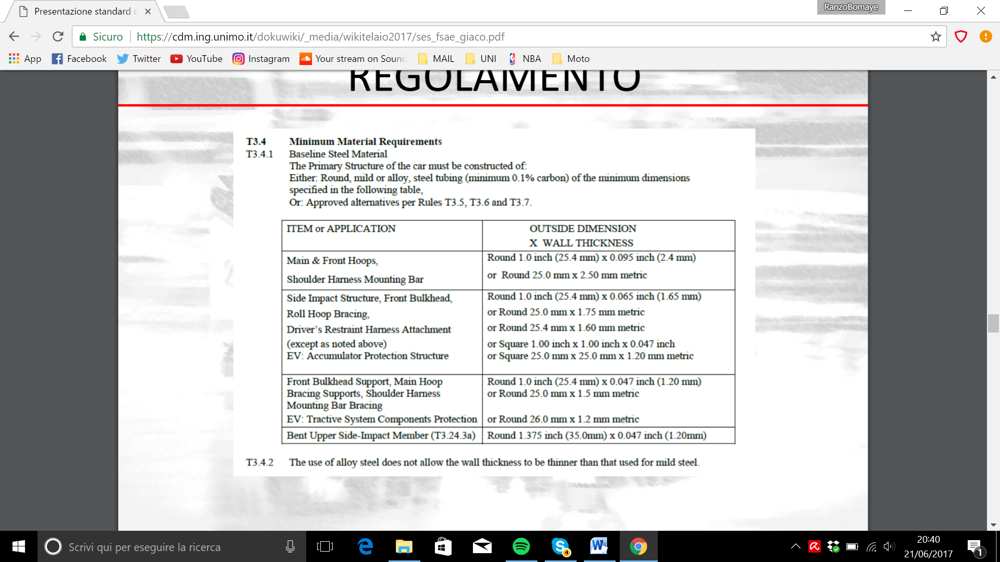 RanzoBomaye
Presentazione standard
Sicuro
https://cdm.ing.unimo.it/dokuwiki/_media/wikitelaio2017/ses_fsae_giaco.pdf
App Facebook Twitter YouTube Instagram Your stream on Sound MAIL UNI NBA Moto
REGOLAMENTO
T3.4 Minimum Material Requirements
T3.4.1 Baseline Steel Material
The Primary Structure of the car must be constructed of:
Either: Round, mild or alloy, steel tubing (minimum 0.1% carbon) of the minimum dimensions
specified in the following table,
Or: Approved alternatives per Rules T3.5, T3.6 and T3.7.
ITEM or APPLICATION
OUTSIDE DIMENSION
X WALL THICKNESS
Main & Front Hoops,
Shoulder Harness Mounting Bar
Round 1.0 inch (25.4 mm) x 0.095 inch (2.4 mm)
or Round 25.0 mm x 2.50 mm metric
Side Impact Structure, Front Bulkhead,
Roll Hoop Bracing,
Driver's Restraint Harness Attachment
(except as noted above)
EV: Accumulator Protection Structure
Round 1.0 inch (25.4 mm) x 0.065 inch (1.65 mm)
or Round 25.0 mm x 1.75 mm metric
or Round 25.4 mm x 1.60 mm metric
or Square 1.00 inch x 1.00 inch x 0.047 inch
or Square 25.0 mm x 25.0 mm x 1.20 mm metric
Front Bulkhead Support, Main Hoop
Bracing Supports, Shoulder Harness
Mounting Bar Bracing
EV: Tractive System Components Protection
Round 1.0 inch (25.4 mm) x 0.047 inch (1.20 mm)
or Round 25.0 mm x 1.5 mm metric
or Round 26.0 mm x 1.2 mm metric
Bent Upper Side-Impact Member (T3.24.3a)
Round 1.375 inch (35.0mm) x 0.047 inch (1.20mm)
T3.4.2 The use of alloy steel does not allow the wall thickness to be thinner than that used for mild steel.
Scrivi qui per eseguire la ricerca
4
20:40
21/06/2017
1